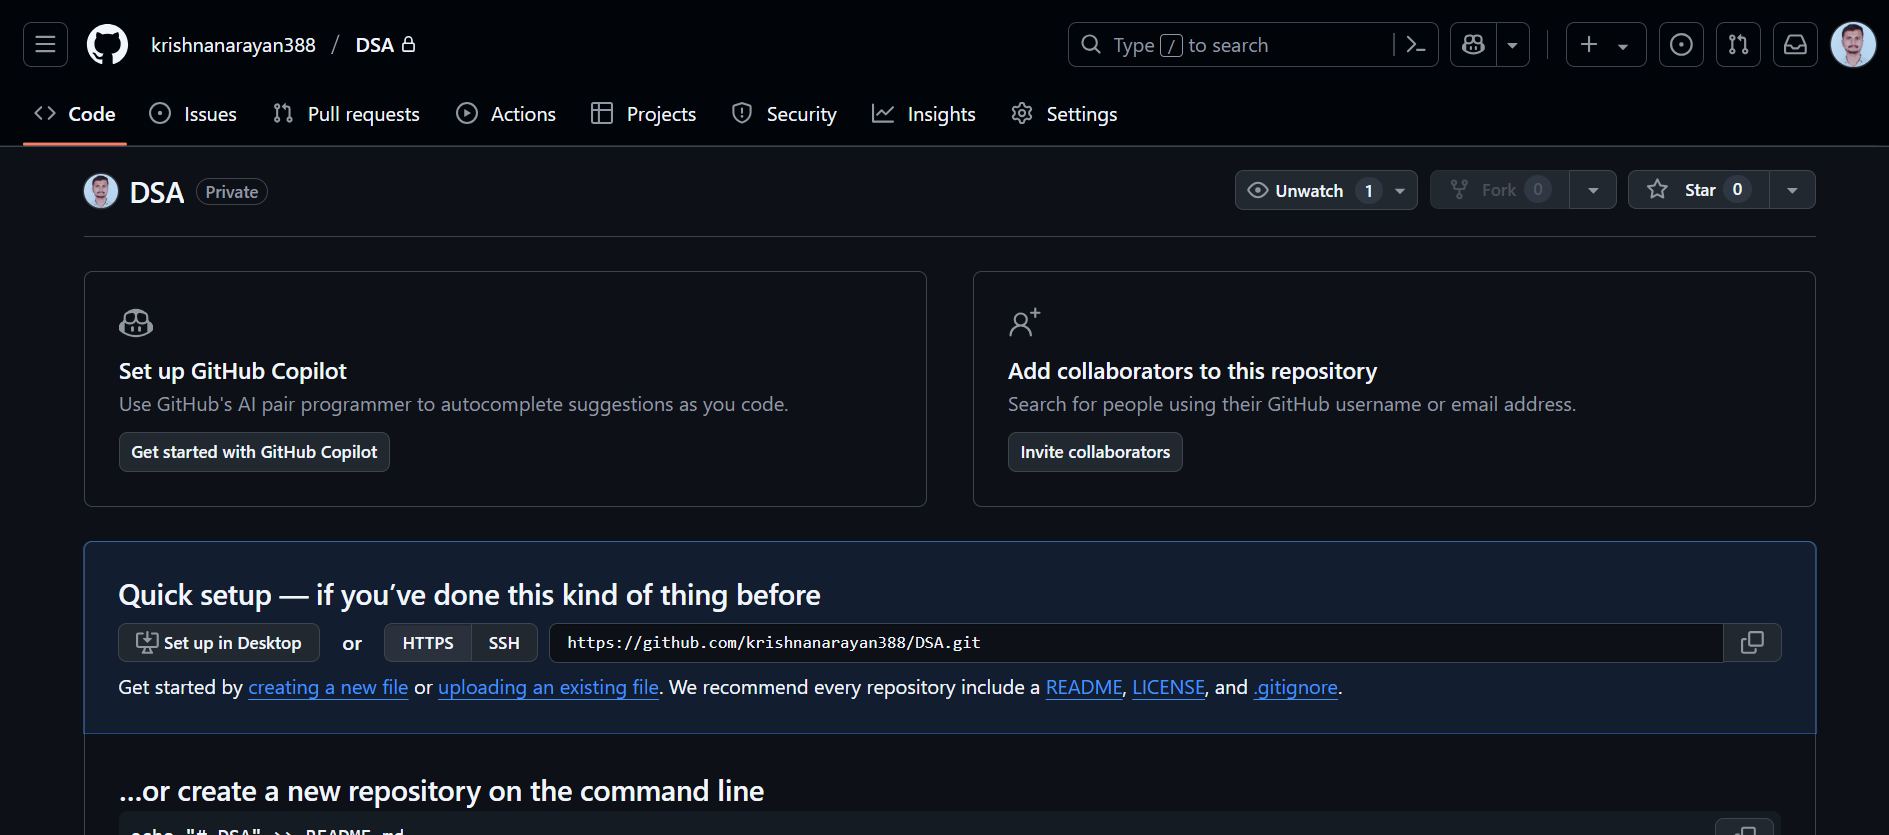 krishnanarayan388 / DSA
Type / to search
Code Issues Pull requests Actions Projects Security Insights Settings
DSA Private
Unwatch 1 Fork 0 Star 0
Set up GitHub Copilot
Use GitHub's AI pair programmer to autocomplete suggestions as you code.
Get started with GitHub Copilot
Add collaborators to this repository
Search for people using their GitHub username or email address.
Invite collaborators
Quick setup — if you’ve done this kind of thing before
Set up in Desktop or HTTPS SSH https://github.com/krishnanarayan388/DSA.git
Get started by creating a new file or uploading an existing file. We recommend every repository include a README, LICENSE, and .gitignore.
…or create a new repository on the command line
echo "# DSA" >> README.md